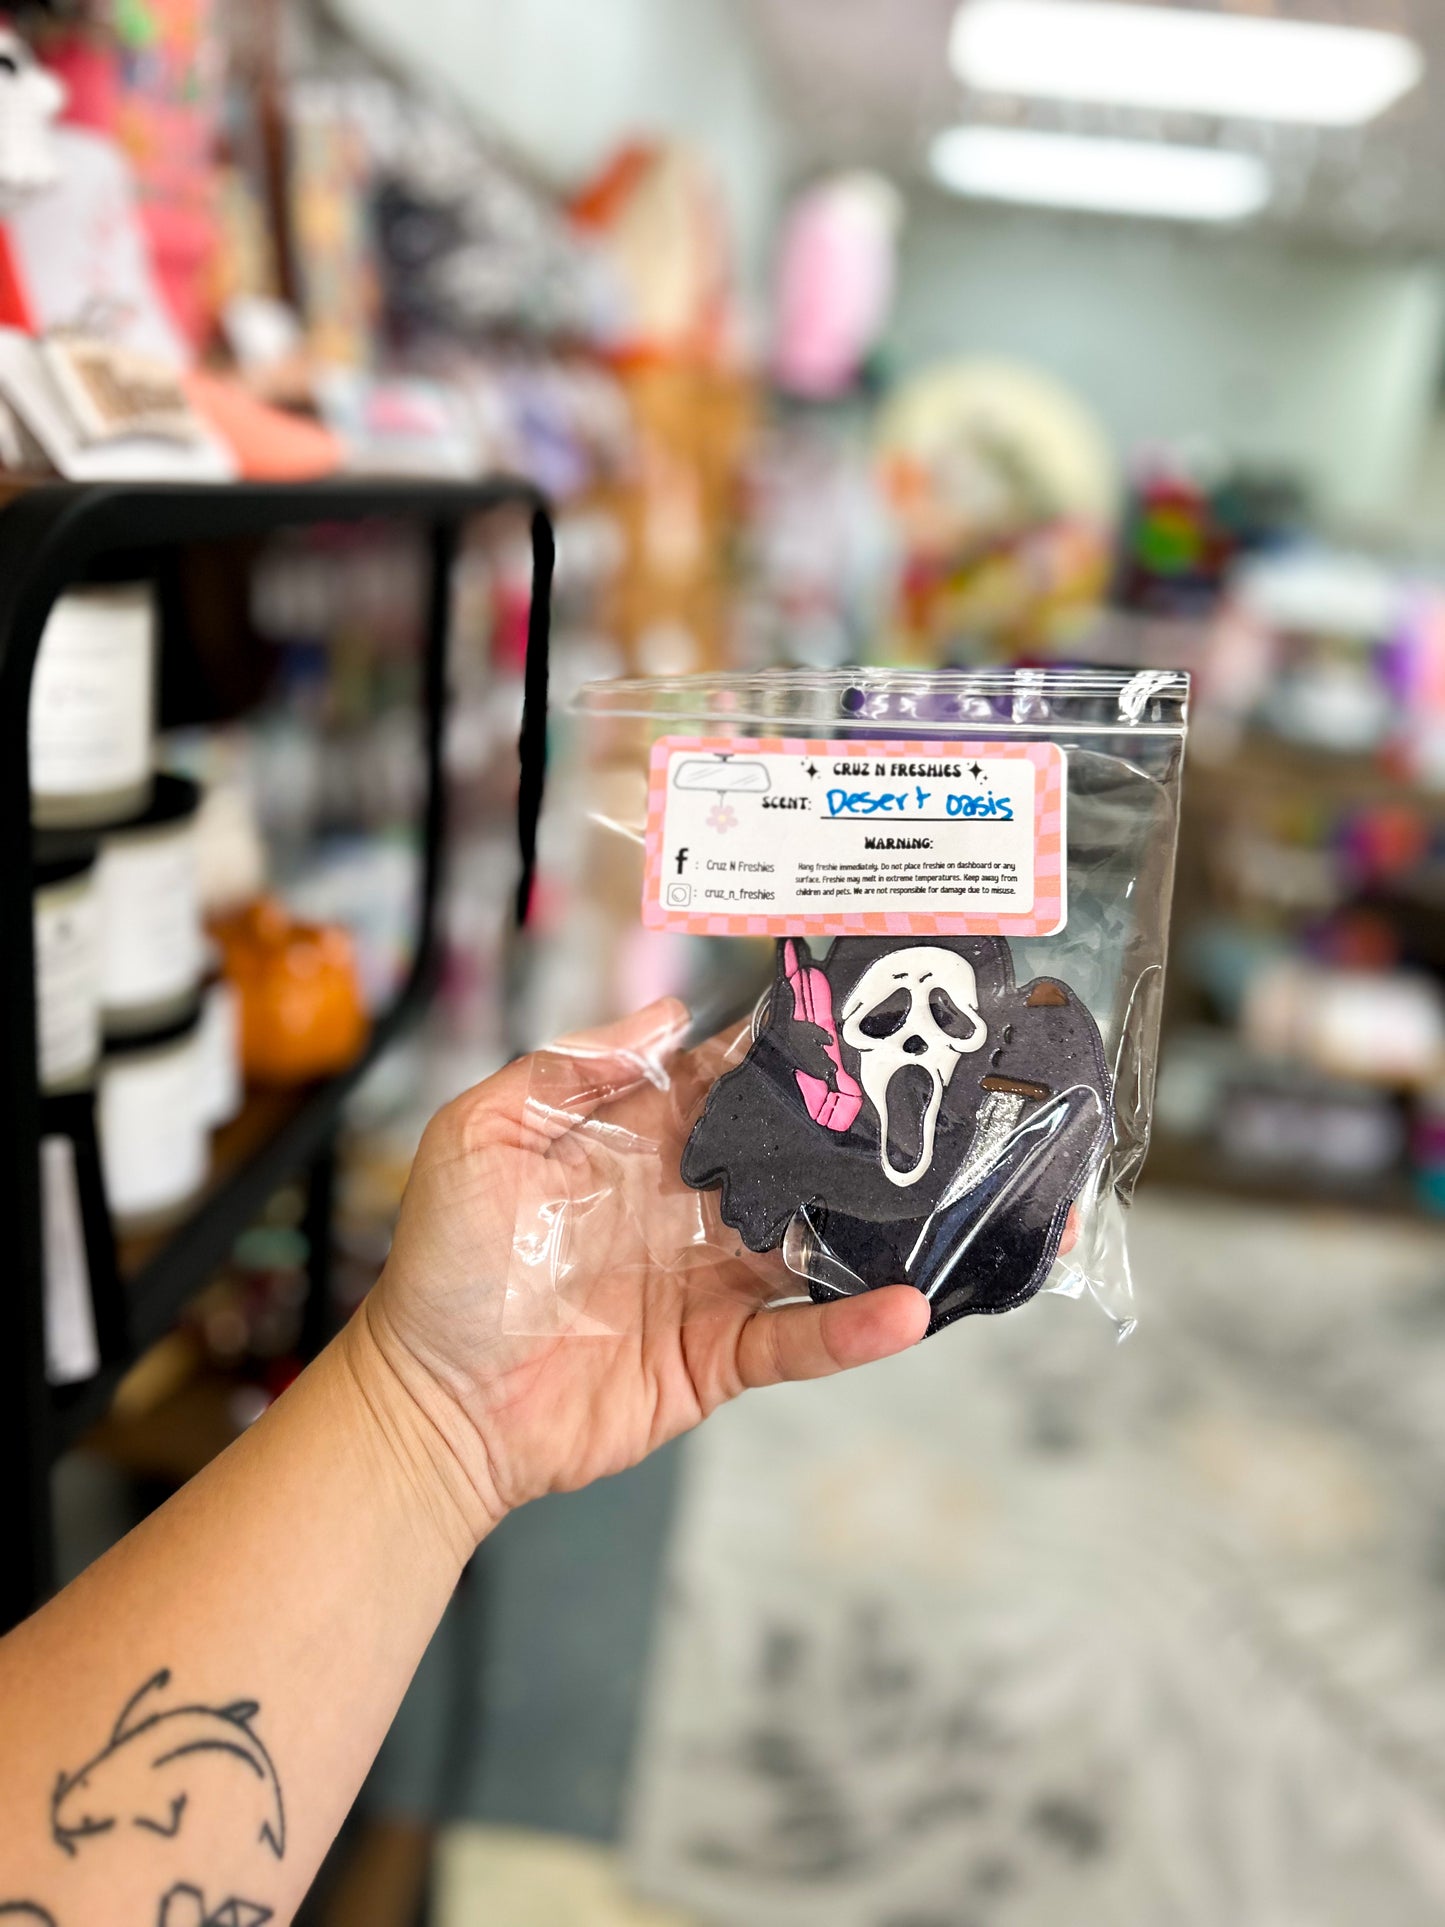 CRUZ N FRESHIES
SCENT: Desert oasis
WARNING:
Hang freshie immediately. Do not place freshie on dashboard or any
surface. Freshie may melt in extreme temperatures. Keep away from
children and pets. We are not responsible for damage due to misuse.
f : Cruz N Freshies
: cruz_n_freshies